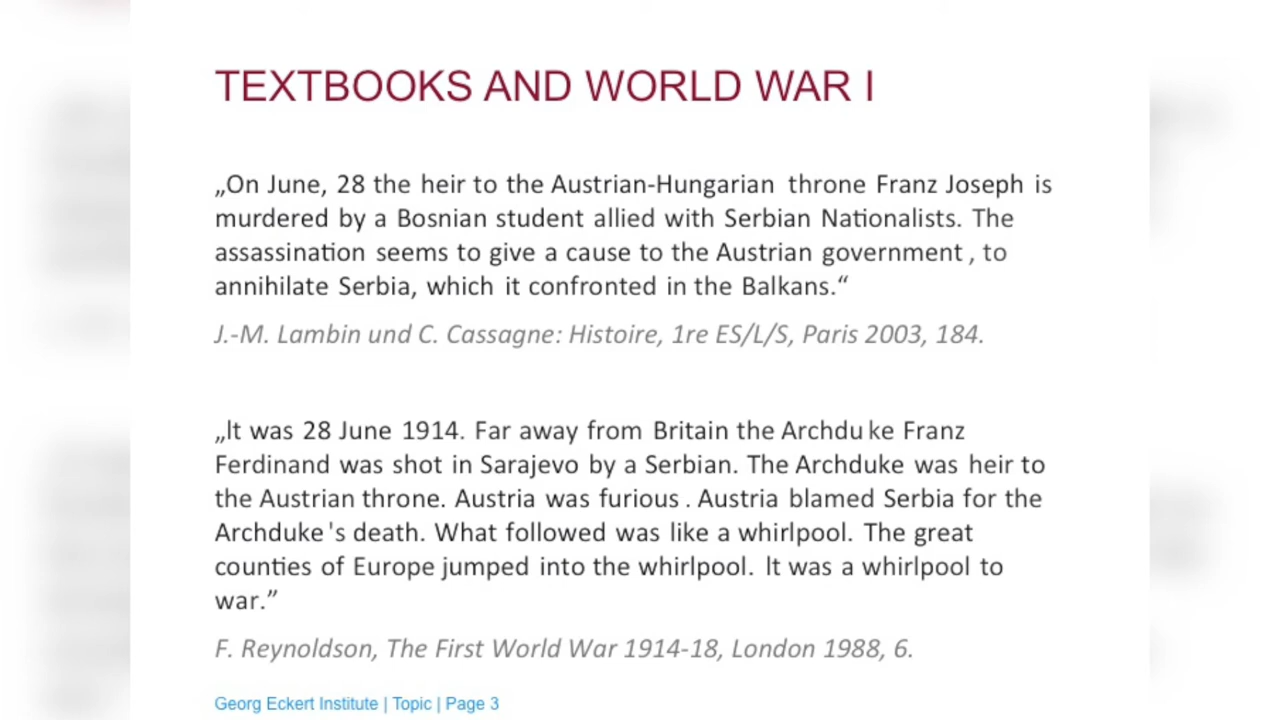 TEXTBOOKS AND WORLD WAR I
„On June, 28 the heir to the Austrian-Hungarian throne Franz Joseph is
murdered by a Bosnian student allied with Serbian Nationalists. The
assassination seems to give a cause to the Austrian government , to
annihilate Serbia, which it confronted in the Balkans.“
J.-M. Lambin und C. Cassagne: Histoire, 1re ES/L/S, Paris 2003, 184.
„It was 28 June 1914. Far away from Britain the Archduke Franz
Ferdinand was shot in Sarajevo by a Serbian. The Archduke was heir to
the Austrian throne. Austria was furious . Austria blamed Serbia for the
Archduke's death. What followed was like a whirlpool. The great
counties of Europe jumped into the whirlpool. It was a whirlpool to
war.”
F. Reynoldson, The First World War 1914-18, London 1988, 6.
Georg Eckert Institute | Topic | Page 3